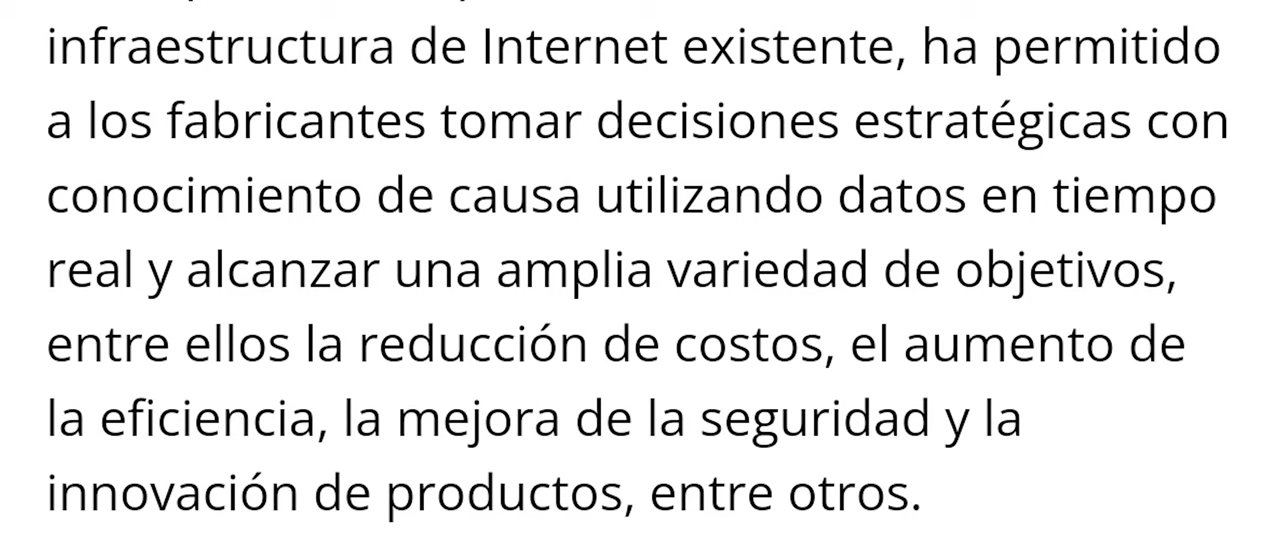 infraestructura de Internet existente, ha permitido
a los fabricantes tomar decisiones estratégicas con
conocimiento de causa utilizando datos en tiempo
real y alcanzar una amplia variedad de objetivos,
entre ellos la reducción de costos, el aumento de
la eficiencia, la mejora de la seguridad y la
innovación de productos, entre otros.